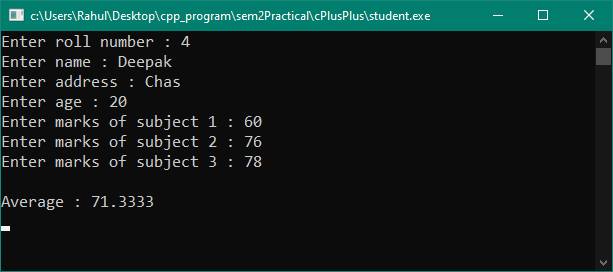 c:\Users\Rahul\Desktop\cpp_program\sem2Practical\cPlusPlus\student.exe
Enter roll number : 4
Enter name : Deepak
Enter address : Chas
Enter age : 20
Enter marks of subject 1 : 60
Enter marks of subject 2 : 76
Enter marks of subject 3 : 78
Average : 71.3333